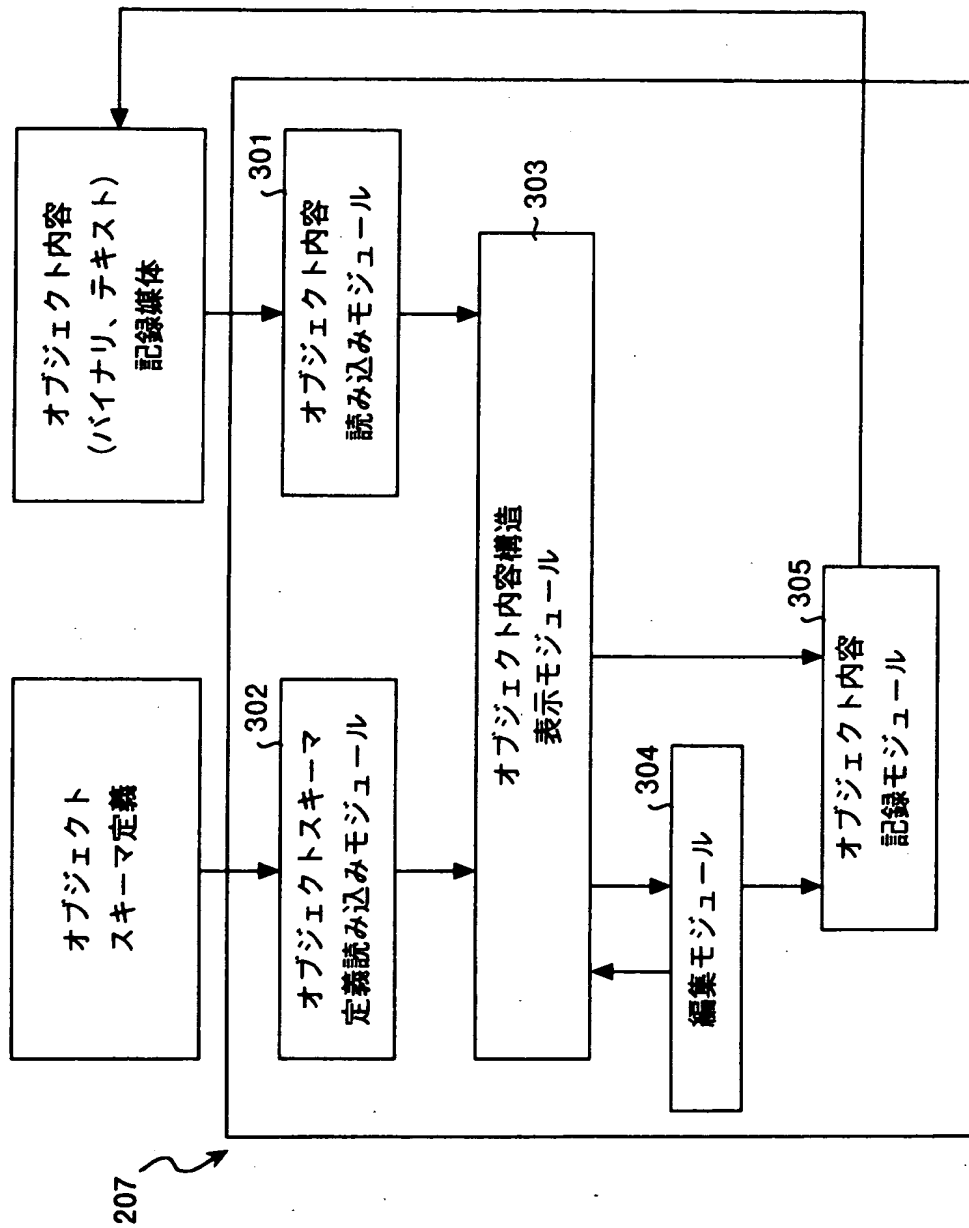 207
オブジェクト
スキーマ定義
オブジェクト内容
(バイナリ、テキスト)
記録媒体
302
オブジェクトスキーマ
定義読み込みモジュール
301
オブジェクト内容
読み込みモジュール
303
オブジェクト内容構造
表示モジュール
304
編集モジュール
305
オブジェクト内容
記録モジュール